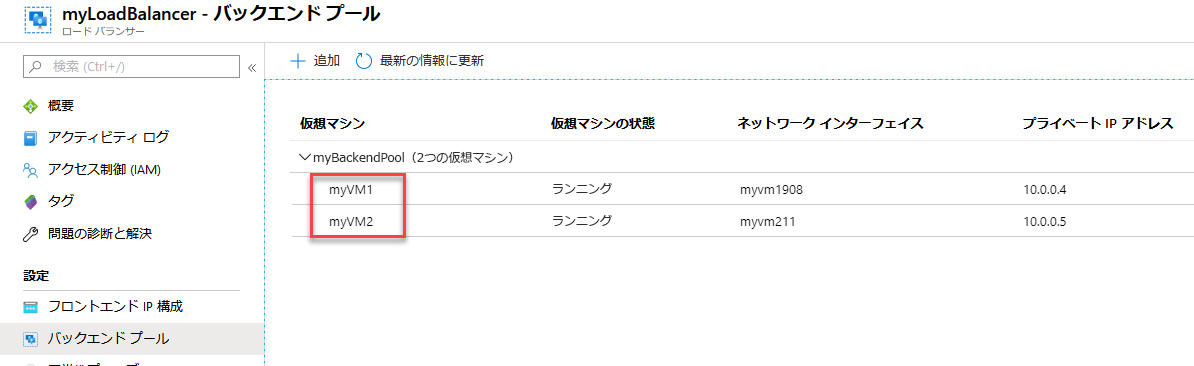 myLoadBalancer - バックエンド プール
ロード バランサー
検索 (Ctrl+/)
«
追加
最新の情報に更新
概要
アクティビティ ログ
アクセス制御 (IAM)
タグ
問題の診断と解決
設定
フロントエンド IP 構成
バックエンド プール
仮想マシン 仮想マシンの状態 ネットワーク インターフェイス プライベート IP アドレス
myBackendPool（2つの仮想マシン）
myVM1 ランニング myvm1908 10.0.0.4
myVM2 ランニング myvm211 10.0.0.5